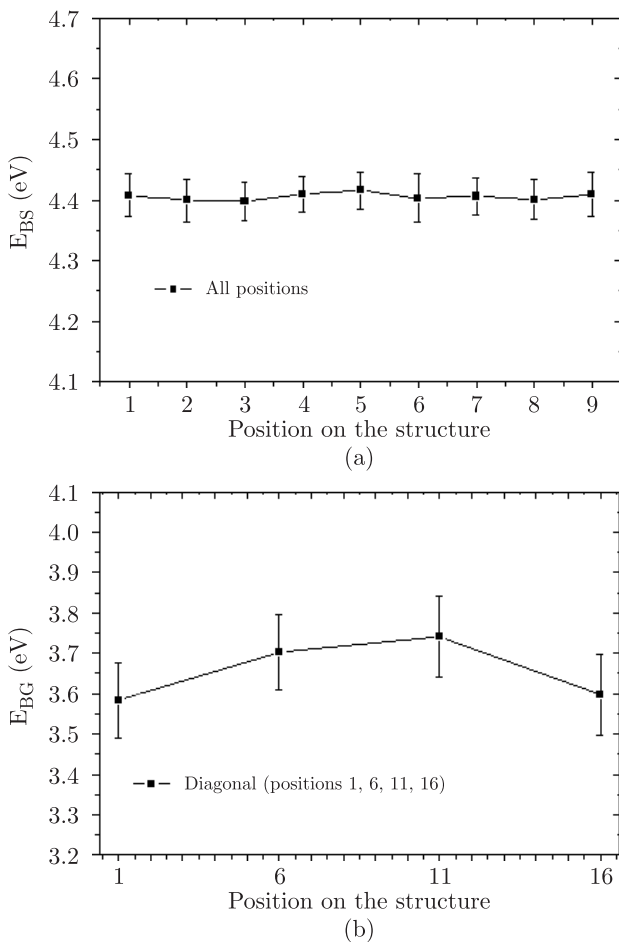 4.7
4.6
4.5
4.4
4.3
4.2
4.1
E_BS (eV)
All positions
1 2 3 4 5 6 7 8 9
Position on the structure
(a)
4.1
4.0
3.9
3.8
3.7
3.6
3.5
3.4
3.3
3.2
E_BG (eV)
Diagonal (positions 1, 6, 11, 16)
1 6 11 16
Position on the structure
(b)